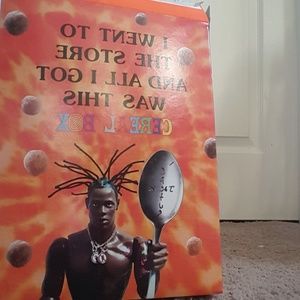 I WENT TO
THE STORE
AND ALL I GOT
WAS THIS
CEREAL BOX